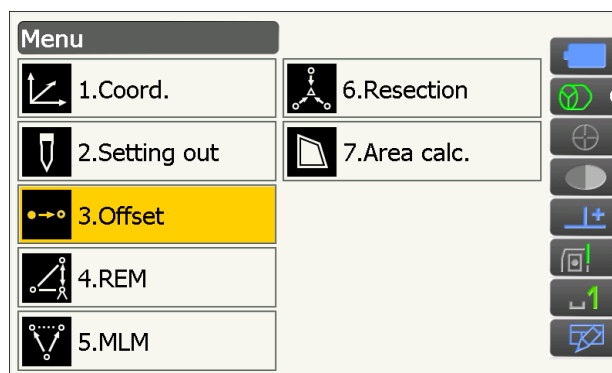 Menu
1.Coord.
2.Setting out
3.Offset
4.REM
5.MLM
6.Resection
7.Area calc.
1